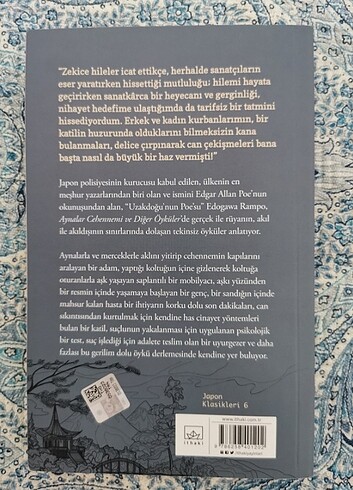 "Zekice hileler icat ettikçe, herhalde sanatçıların
eser yaratırken hissettiği mutluluğu; hilemi hayata
geçirirken sanatkârca bir heyecanı ve gerginliği,
nihayet hedefime ulaştığımda da tarifsiz bir tatmini
hissediyordum. Erkek ve kadın kurbanlarımın, bir
katilin huzurunda olduklarını bilmeksizin kana
bulanmaları, delice çırpınarak can çekişmeleri bana
başta nasıl da büyük bir haz vermişti!"
Japon polisiyesinin kurucusu kabul edilen, ülkenin en
meşhur yazarlarından biri olan ve ismini Edgar Allan Poe'nun
okunuşundan alan, "Uzakdoğu'nun Poe'su" Edogawa Rampo,
Aynalar Cehennemi ve Diğer Öyküler'de gerçek ile rüyanın, akıl
ile akıldışının sınırlarında dolaşan tekinsiz öyküler anlatıyor.
Aynalarla ve merceklerle aklını yitirip cehennemin kapılarını
aralayan bir adam, yaptığı koltuğun içine gizlenerek koltuğa
oturanlarla aşk yaşayan saplantılı bir mobilyacı, aşkı yüzünden
bir resmin içinde yaşamaya başlayan bir genç, bir sandığın içinde
mahsur kalan hasta bir ihtiyarın korku dolu son dakikaları, can
sıkıntısından kurtulmak için kendine has cinayet yöntemleri
bulan bir katil, suçlunun yakalanması için uygulanan psikolojik
bir test, suç işlediği için adalete teslim olan bir uyurgezer ve daha
fazlası bu gerilim dolu öykü derlemesinde kendine yer buluyor.
Japon
Klasikleri 6
ithaki
www.ithaki.com.tr